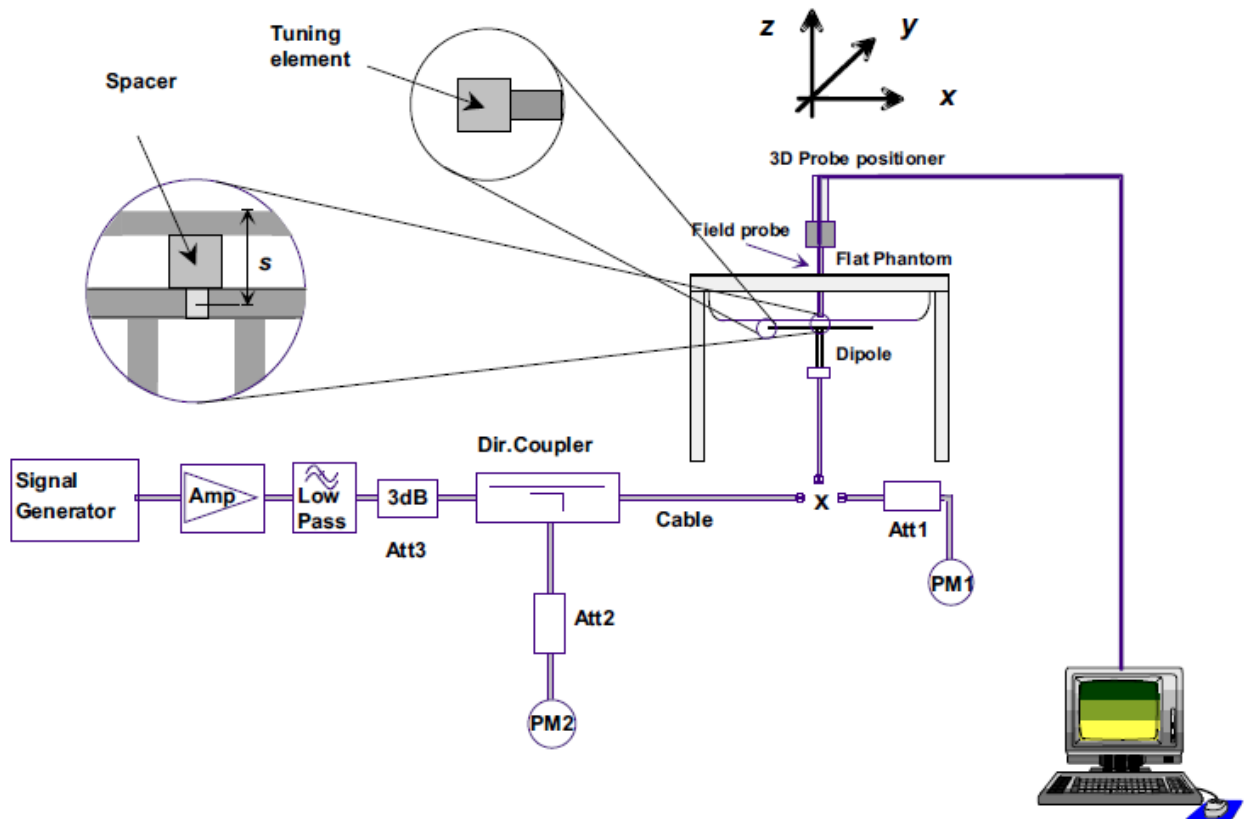 Tuning
element
Spacer
z
y
x
3D Probe positioner
Field probe
Flat Phantom
s
Dipole
Dir.Coupler
Signal
Generator
Amp
Low
Pass
3dB
Att3
Cable
X
Att1
PM1
Att2
PM2